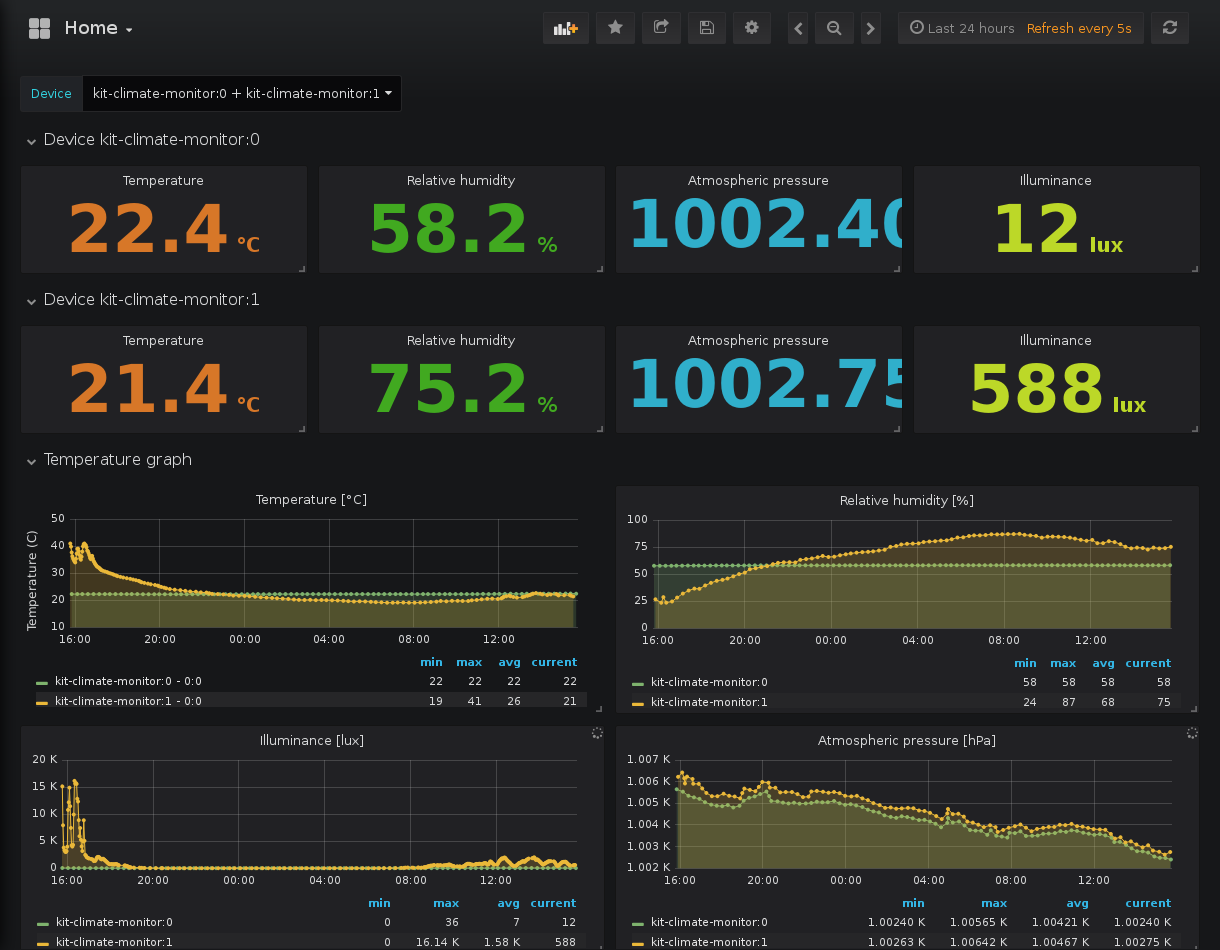 Home
Last 24 hours Refresh every 5s
Device kit-climate-monitor:0 + kit-climate-monitor:1
Device kit-climate-monitor:0
Temperature Relative humidity Atmospheric pressure Illuminance
22.4 °C 58.2 % 1002.40 12 lux
Device kit-climate-monitor:1
Temperature Relative humidity Atmospheric pressure Illuminance
21.4 °C 75.2 % 1002.75 588 lux
Temperature graph
Temperature [°C]
Temperature (C)
50
40
30
20
10
16:00 20:00 00:00 04:00 08:00 12:00
min max avg current
kit-climate-monitor:0 - 0:0 22 22 22 22
kit-climate-monitor:1 - 0:0 19 41 26 21
Relative humidity [%]
100
75
50
25
0
16:00 20:00 00:00 04:00 08:00 12:00
min max avg current
kit-climate-monitor:0 58 58 58 58
kit-climate-monitor:1 24 87 68 75
Illuminance [lux]
20 K
15 K
10 K
5 K
0
16:00 20:00 00:00 04:00 08:00 12:00
min max avg current
kit-climate-monitor:0 0 36 7 12
kit-climate-monitor:1 0 16.14 K 1.58 K 588
Atmospheric pressure [hPa]
1.007 K
1.006 K
1.005 K
1.004 K
1.003 K
1.002 K
16:00 20:00 00:00 04:00 08:00 12:00
min max avg current
kit-climate-monitor:0 1.00240 K 1.00565 K 1.00421 K 1.00240 K
kit-climate-monitor:1 1.00263 K 1.00642 K 1.00467 K 1.00275 K